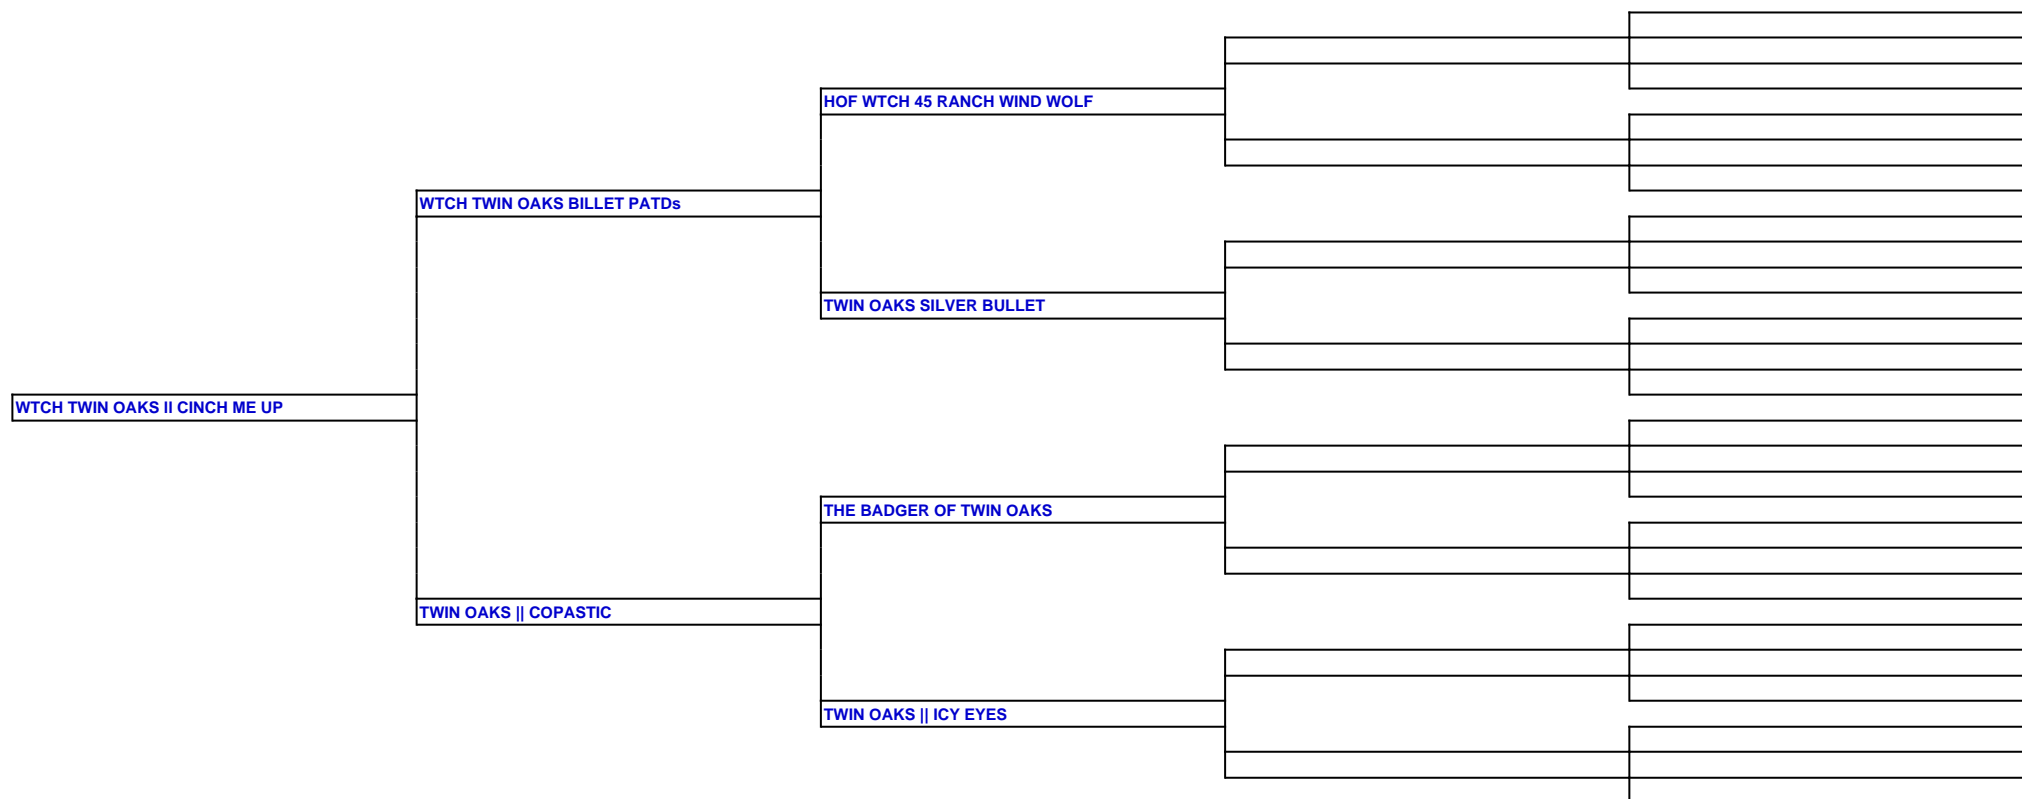 HOF WTCH 45 RANCH WIND WOLF
WTCH TWIN OAKS BILLET PATDs
TWIN OAKS SILVER BULLET
WTCH TWIN OAKS II CINCH ME UP
THE BADGER OF TWIN OAKS
TWIN OAKS || COPASTIC
TWIN OAKS || ICY EYES